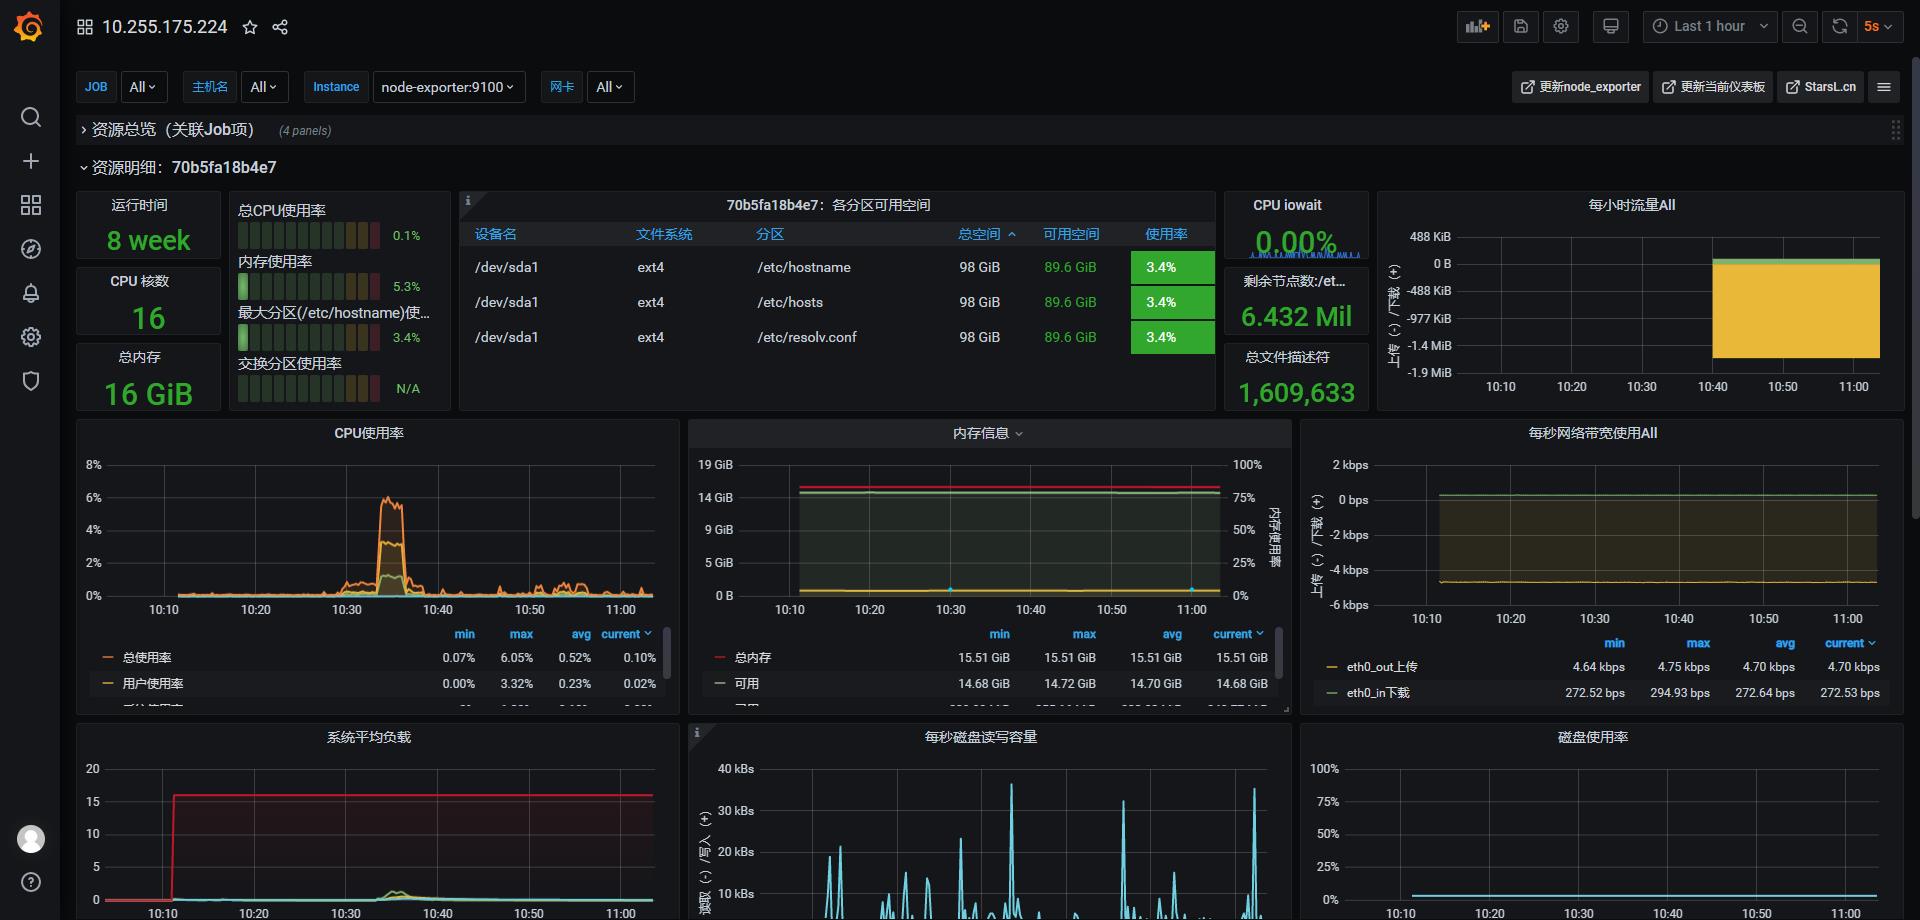 10.255.175.224
Last 1 hour
5s
JOB All 主机名 All Instance node-exporter:9100 网卡 All
更新node_exporter 更新当前仪表板 StarsL.cn
资源总览（关联Job项） (4 panels)
资源明细：70b5fa18b4e7
运行时间
8 week
CPU 核数
16
总内存
16 GiB
总CPU使用率
0.1%
内存使用率
5.3%
最大分区(/etc/hostname)使...
3.4%
交换分区使用率
N/A
70b5fa18b4e7：各分区可用空间
设备名 文件系统 分区 总空间 可用空间 使用率
/dev/sda1 ext4 /etc/hostname 98 GiB 89.6 GiB 3.4%
/dev/sda1 ext4 /etc/hosts 98 GiB 89.6 GiB 3.4%
/dev/sda1 ext4 /etc/resolv.conf 98 GiB 89.6 GiB 3.4%
CPU iowait
0.00%
剩余节点数:/et...
6.432 Mil
总文件描述符
1,609,633
每小时流量All
上传（-）/下载（+）
488 KiB
0 B
-488 KiB
-977 KiB
-1.4 MiB
-1.9 MiB
10:10 10:20 10:30 10:40 10:50 11:00
CPU使用率
8%
6%
4%
2%
0%
10:10 10:20 10:30 10:40 10:50 11:00
min max avg current
总使用率 0.07% 6.05% 0.52% 0.10%
用户使用率 0.00% 3.32% 0.23% 0.02%
内存信息
19 GiB
14 GiB
9 GiB
5 GiB
0 B
100%
75%
50%
25%
0%
内存使用率
10:10 10:20 10:30 10:40 10:50 11:00
min max avg current
总内存 15.51 GiB 15.51 GiB 15.51 GiB 15.51 GiB
可用 14.68 GiB 14.72 GiB 14.70 GiB 14.68 GiB
每秒网络带宽使用All
上传（-）/下载（+）
2 kbps
0 bps
-2 kbps
-4 kbps
-6 kbps
10:10 10:20 10:30 10:40 10:50 11:00
min max avg current
eth0_out上传 4.64 kbps 4.75 kbps 4.70 kbps 4.70 kbps
eth0_in下载 272.52 bps 294.93 bps 272.64 bps 272.53 bps
系统平均负载
20
15
10
5
0
10:10 10:20 10:30 10:40 10:50 11:00
每秒磁盘读写容量
读取（-）/写入（+）
40 kBs
30 kBs
20 kBs
10 kBs
磁盘使用率
100%
75%
50%
25%
0%
10:10 10:20 10:30 10:40 10:50 11:00